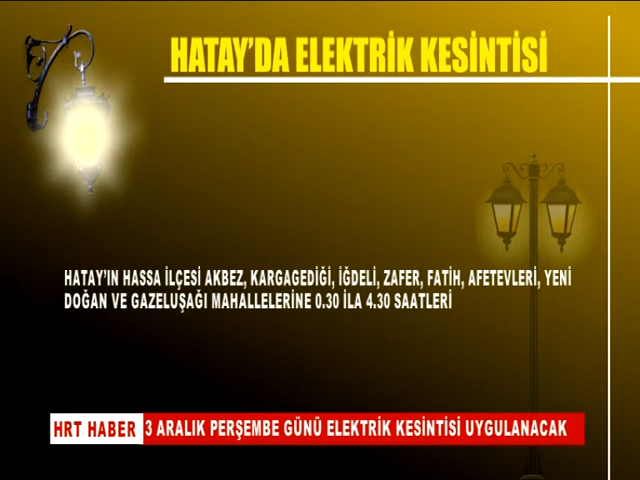 HATAY'DA ELEKTRİK KESİNTİSİ
HATAY'IN HASSA İLÇESİ AKBEZ, KARGAGEDİĞİ, İĞDELİ, ZAFER, FATİH, AFETEVLERİ, YENİ
DOĞAN VE GAZELUŞAĞI MAHALLELERİNE 0.30 İLA 4.30 SAATLERİ
HRT HABER 3 ARALIK PERŞEMBE GÜNÜ ELEKTRİK KESİNTİSİ UYGULANACAK